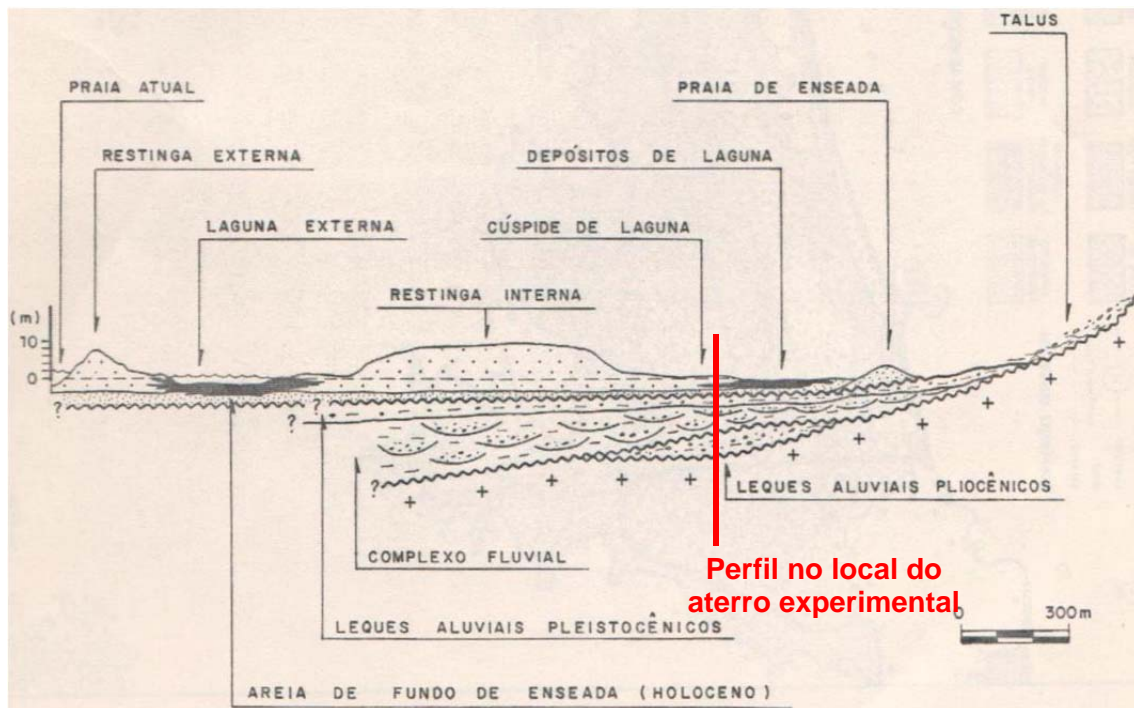 TALUS
PRAIA ATUAL
PRAIA DE ENSEADA
RESTINGA EXTERNA
DEPÓSITOS DE LAGUNA
LAGUNA EXTERNA
CÚSPIDE DE LAGUNA
RESTINGA INTERNA
(m)
10
0
?
?
?
?
LEQUES ALUVIAIS PLIOCÊNICOS
COMPLEXO FLUVIAL
Perfil no local do
aterro experimental
0 300m
LEQUES ALUVIAIS PLEISTOCÊNICOS
AREIA DE FUNDO DE ENSEADA (HOLOCENO)